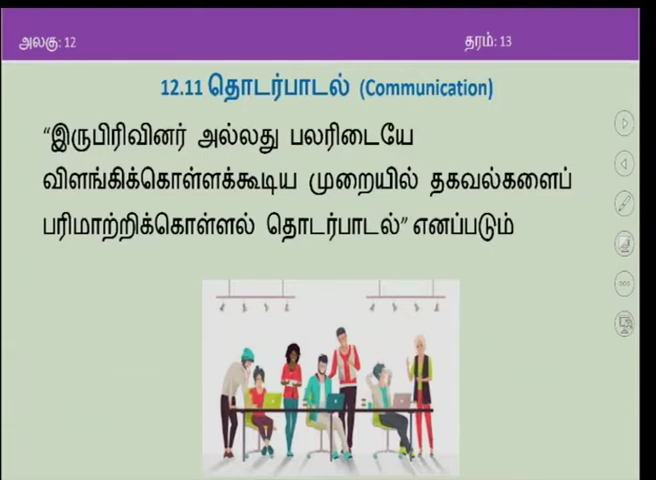 அலகு: 12
தரம்: 13
12.11 தொடர்பாடல் (Communication)
“இருபிரிவினர் அல்லது பலரிடையே
விளங்கிக்கொள்ளக்கூடிய முறையில் தகவல்களைப்
பரிமாற்றிக்கொள்ளல் தொடர்பாடல்” எனப்படும்